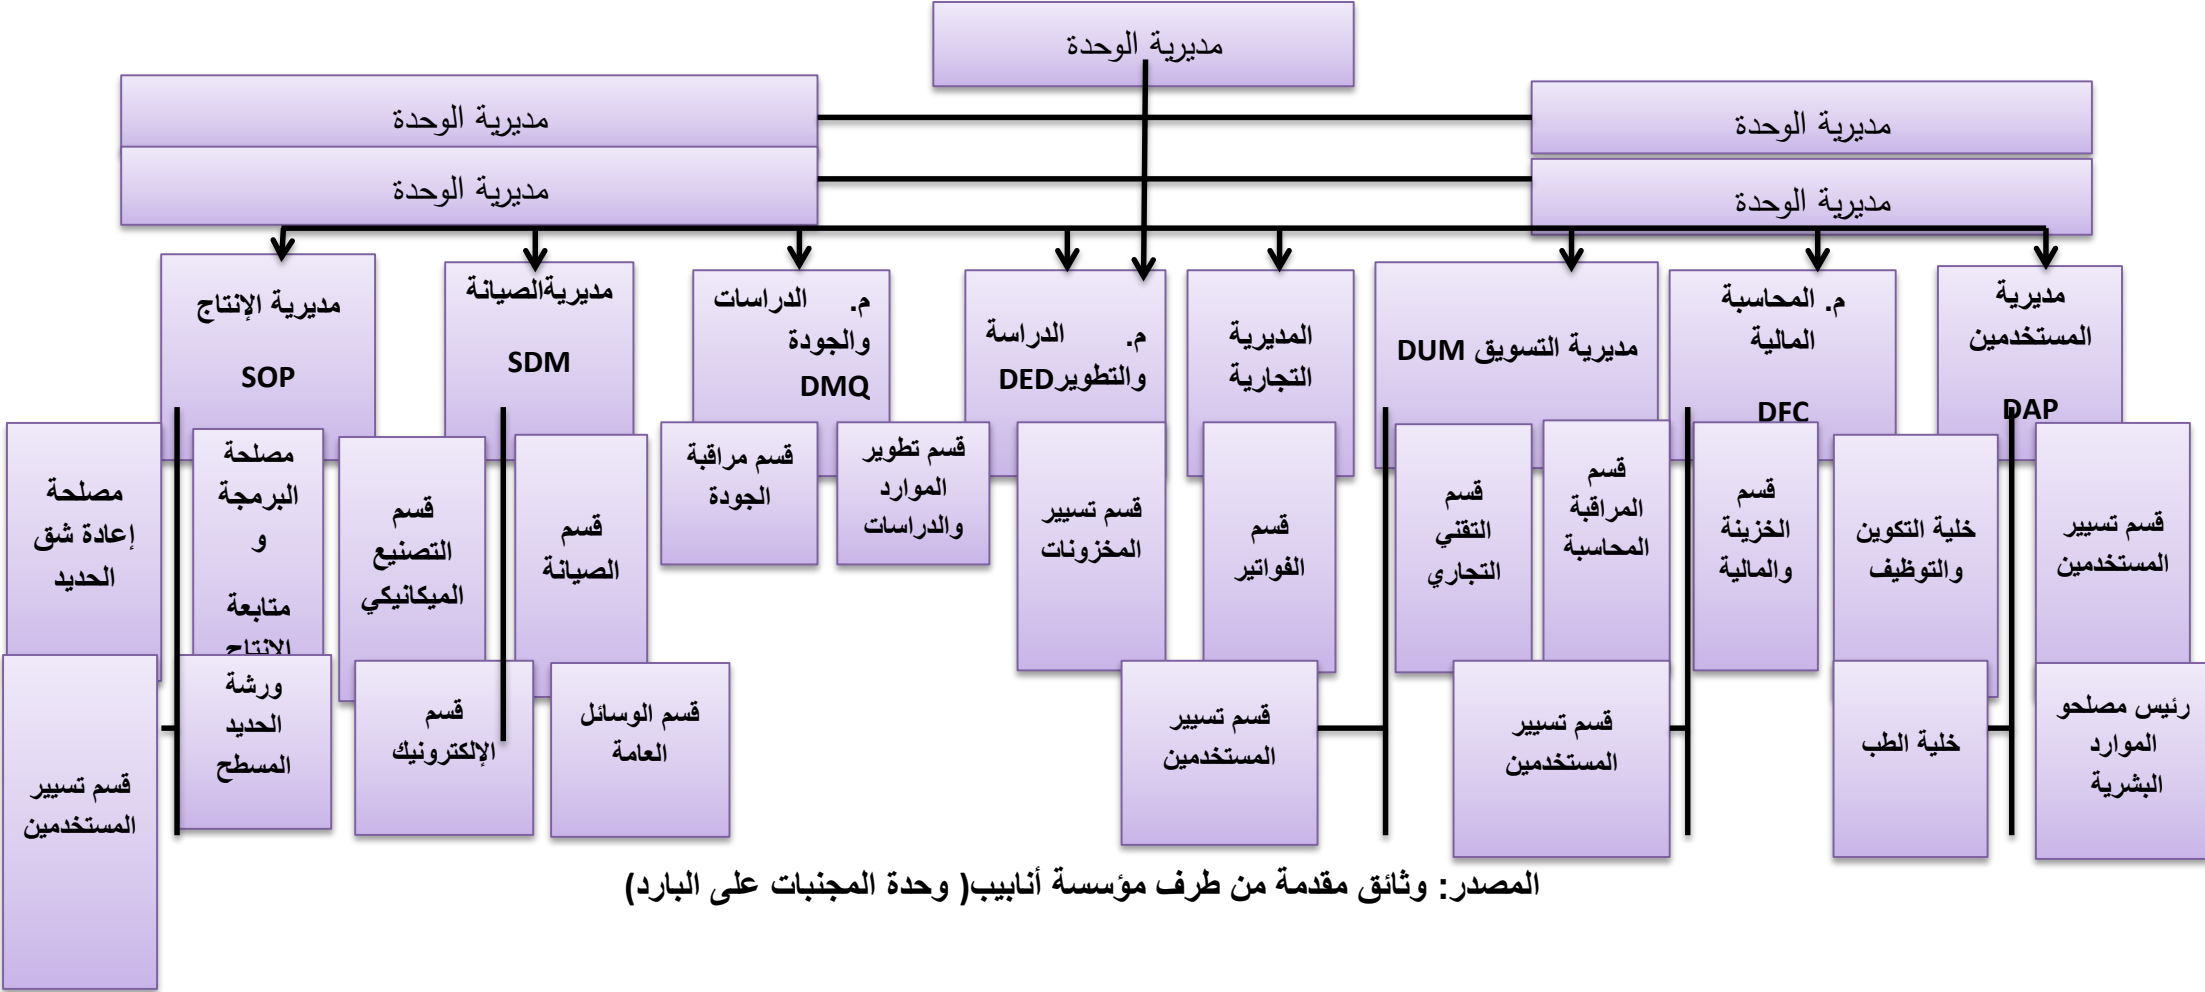 مديرية الوحدة
مديرية الوحدة
مديرية الوحدة
مديرية الوحدة
مديرية الوحدة
مديرية
المستخدمين
DAP
م. المحاسبة
المالية
DFC
مديرية التسويق DUM
المديرية
التجارية
م. الدراسة
والتطويرDED
م. الدراسات
والجودة
DMQ
مديريةالصيانة
SDM
مديرية الإنتاج
SOP
قسم تسيير
المستخدمين
خلية التكوين
والتوظيف
قسم
الخزينة
والمالية
قسم
المراقبة
المحاسبة
قسم
التقني
التجاري
قسم
الفواتير
قسم تسيير
المخزونات
قسم تطوير
الموارد
والدراسات
قسم مراقبة
الجودة
قسم
الصيانة
قسم
التصنيع
الميكانيكي
مصلحة
البرمجة
و
متابعة
الإنتاج
مصلحة
إعادة شق
الحديد
رئيس مصلحو
الموارد
البشرية
خلية الطب
قسم تسيير
المستخدمين
قسم تسيير
المستخدمين
قسم الوسائل
العامة
قسم
الإلكترونيك
ورشة
الحديد
المسطح
قسم تسيير
المستخدمين
المصدر: وثائق مقدمة من طرف مؤسسة أنابيب( وحدة المجنبات على البارد)